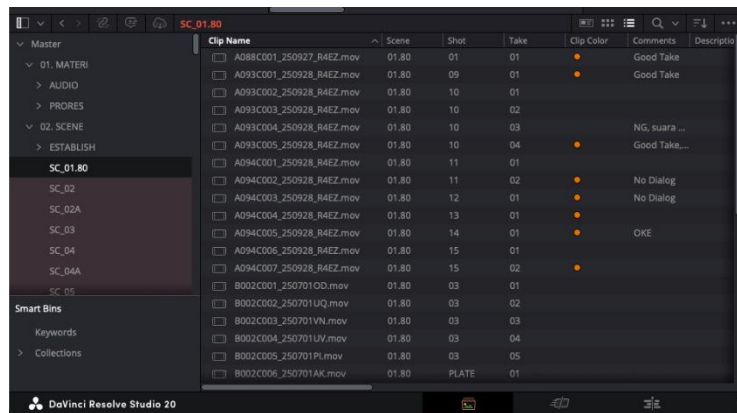 SC_01.80
Master
01. MATERI
AUDIO
PRORES
02. SCENE
ESTABLISH
SC_01.80
SC_02
SC_02A
SC_03
SC_04
SC_04A
SC_05
Smart Bins
Keywords
Collections
Clip Name Scene Shot Take Clip Color Comments Descriptio
A088C001_250927_R4EZ.mov 01.80 01 01 Good Take
A093C001_250928_R4EZ.mov 01.80 09 01 Good Take
A093C002_250928_R4EZ.mov 01.80 10 01
A093C003_250928_R4EZ.mov 01.80 10 02
A093C004_250928_R4EZ.mov 01.80 10 03 NG, suara ...
A093C005_250928_R4EZ.mov 01.80 10 04 Good Take,...
A094C001_250928_R4EZ.mov 01.80 11 01
A094C002_250928_R4EZ.mov 01.80 11 02 No Dialog
A094C003_250928_R4EZ.mov 01.80 12 01 No Dialog
A094C004_250928_R4EZ.mov 01.80 13 01
A094C005_250928_R4EZ.mov 01.80 14 01 OKE
A094C006_250928_R4EZ.mov 01.80 15 01
A094C007_250928_R4EZ.mov 01.80 15 02
B002C001_250701OD.mov 01.80 03 01
B002C002_250701UQ.mov 01.80 03 02
B002C003_250701VN.mov 01.80 03 03
B002C004_250701UV.mov 01.80 03 04
B002C005_250701PI.mov 01.80 03 05
B002C006_250701AK.mov 01.80 PLATE 01
DaVinci Resolve Studio 20